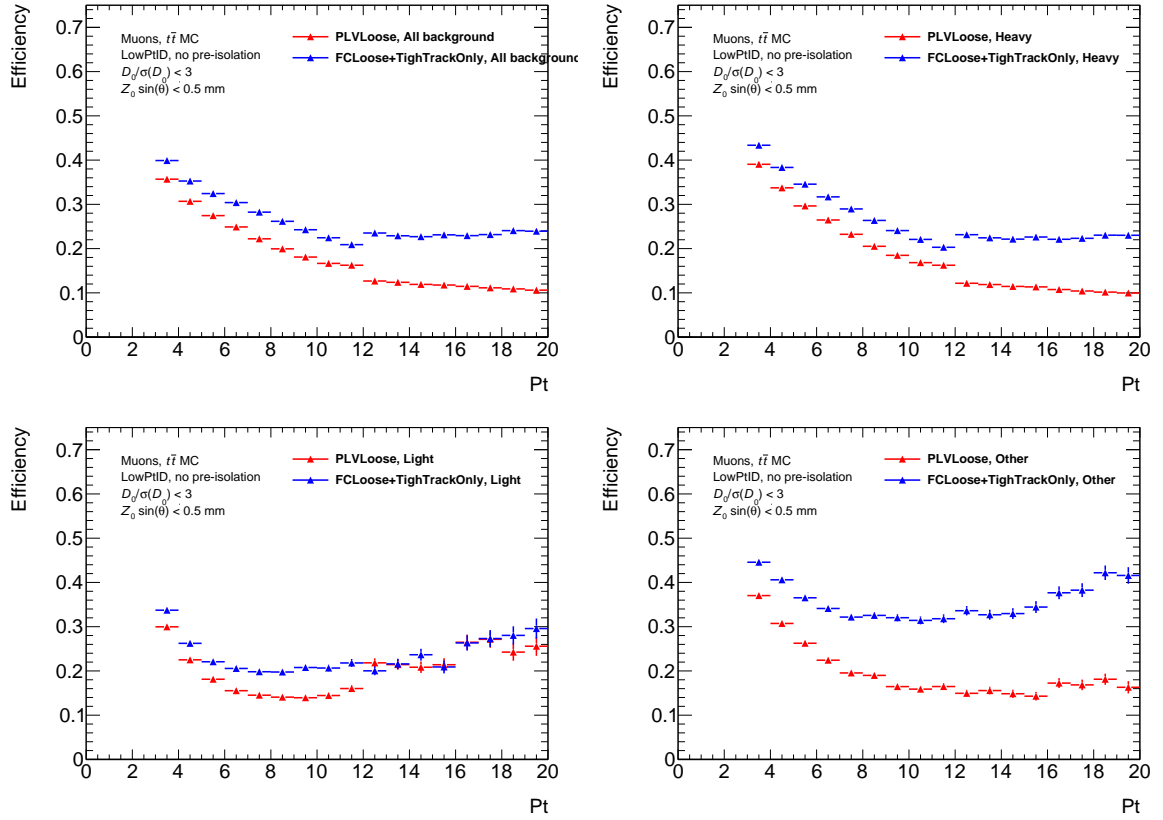 Efficiency
0.7
0.6
0.5
0.4
0.3
0.2
0.1
0
Muons, tt̄ MC
LowPtID, no pre-isolation
D₀/σ(D₀) < 3
Z₀ sin(θ) < 0.5 mm
PLVLoose, All background
FCLoose+TighTrackOnly, All background
0 2 4 6 8 10 12 14 16 18 20
Pt
Efficiency
0.7
0.6
0.5
0.4
0.3
0.2
0.1
0
Muons, tt̄ MC
LowPtID, no pre-isolation
D₀/σ(D₀) < 3
Z₀ sin(θ) < 0.5 mm
PLVLoose, Heavy
FCLoose+TighTrackOnly, Heavy
0 2 4 6 8 10 12 14 16 18 20
Pt
Efficiency
0.7
0.6
0.5
0.4
0.3
0.2
0.1
0
Muons, tt̄ MC
LowPtID, no pre-isolation
D₀/σ(D₀) < 3
Z₀ sin(θ) < 0.5 mm
PLVLoose, Light
FCLoose+TighTrackOnly, Light
0 2 4 6 8 10 12 14 16 18 20
Pt
Efficiency
0.7
0.6
0.5
0.4
0.3
0.2
0.1
0
Muons, tt̄ MC
LowPtID, no pre-isolation
D₀/σ(D₀) < 3
Z₀ sin(θ) < 0.5 mm
PLVLoose, Other
FCLoose+TighTrackOnly, Other
0 2 4 6 8 10 12 14 16 18 20
Pt